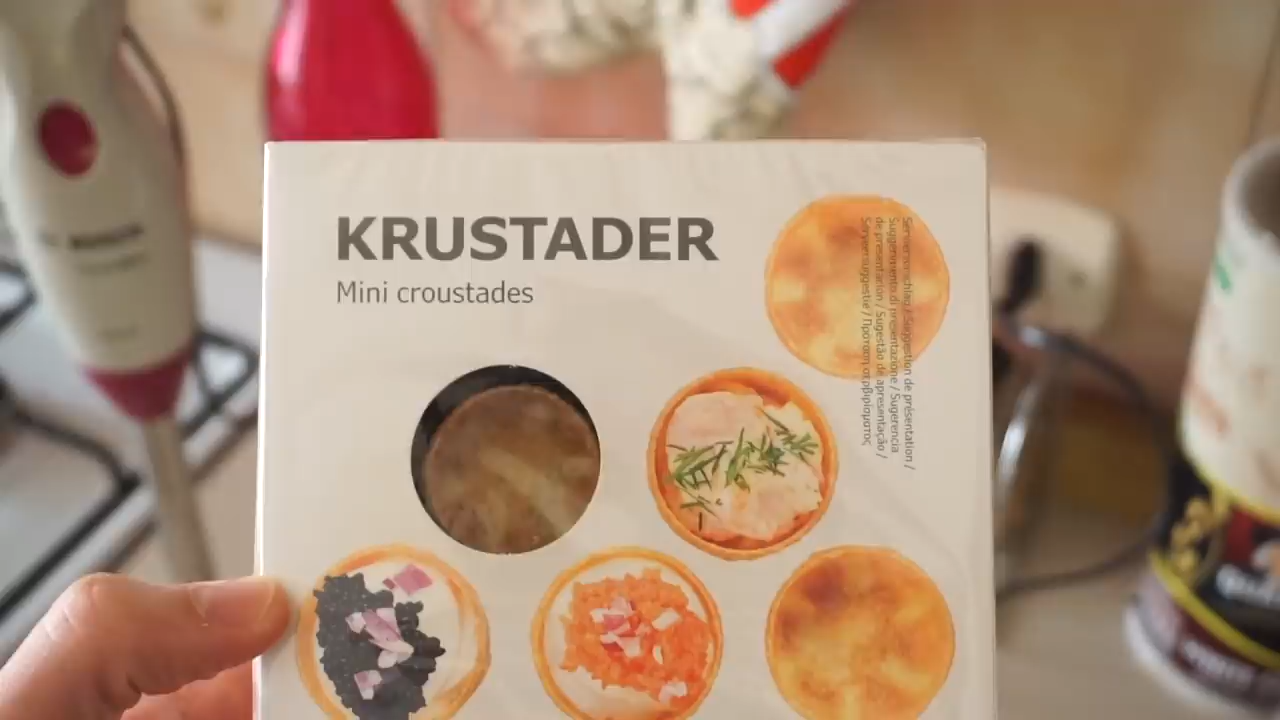 KRUSTADER
Mini croustades
Serviervorschlag / Suggestion de présentation /
Suggerimento di presentazione / Sugerencia
de presentación / Sugestão de apresentação /
Serveersuggestie / Πρόταση σερβιρίσματος